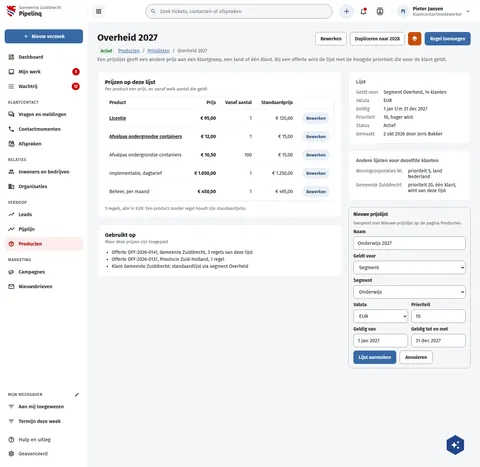 Gemeente Zuiddrecht
Pipelinq
Zoek tickets, contacten of afspraken
Pieter Jansen
Klantcontactmedewerker
+ Nieuw verzoek
Dashboard
Mijn werk
Wachtrij
KLANTCONTACT
Vragen en meldingen
Contactmomenten
Afspraken
RELATIES
Inwoners en bedrijven
Organisaties
VERKOOP
Leads
Pijplijn
Producten
MARKETING
Campagnes
Nieuwsbrieven
MIJN WEERGAVEN
Aan mij toegewezen
Termijn deze week
Hulp en uitleg
Geavanceerd
Overheid 2027
Bewerken
Dupliceren naar 2028
Regel toevoegen
Actief Producten / Prijslijsten / Overheid 2027
Een prijslijst geeft een andere prijs aan een klantgroep, een land of één klant. Bij een offerte wint de lijst met de hoogste prioriteit die voor de klant geldt.
Prijzen op deze lijst
Per product een prijs, en vanaf welk aantal die geldt
Product Prijs Vanaf aantal Standaardprijs
Licentie € 95,00 1 € 120,00 Bewerken
Afvalpas ondergrondse containers € 12,00 1 € 15,00 Bewerken
Afvalpas ondergrondse containers € 10,50 100 € 15,00 Bewerken
Implementatie, dagtarief € 1.050,00 1 € 1.250,00 Bewerken
Beheer, per maand € 450,00 1 € 495,00 Bewerken
5 regels, alle in EUR. Een product zonder regel houdt zijn standaardprijs.
Gebruikt op
Waar deze prijzen zijn toegepast
Offerte OFF-2026-0141, Gemeente Zuiddrecht, 3 regels van deze lijst
Offerte OFF-2026-0137, Provincie Zuid-Holland, 1 regel
Klant Gemeente Zuiddrecht: standaardlijst via segment Overheid
Lijst
Geldt voor Segment Overheid, 14 klanten
Valuta EUR
Geldig 1 jan t/m 31 dec 2027
Prioriteit 10, hoger wint
Status Actief
Gemaakt 2 okt 2026 door Joris Bakker
Andere lijsten voor dezelfde klanten
Woningcorporaties NL prioriteit 5, land
Nederland
Gemeente Zuiddrecht prioriteit 20, één klant,
wint van deze lijst
Nieuwe prijslijst
Geopend met Nieuwe prijslijst op de pagina Producten.
Naam
Onderwijs 2027
Geldt voor
Segment
Segment
Onderwijs
Valuta Prioriteit
EUR 10
Geldig van Geldig tot en met
1 jan 2027 31 dec 2027
Lijst aanmaken Annuleren